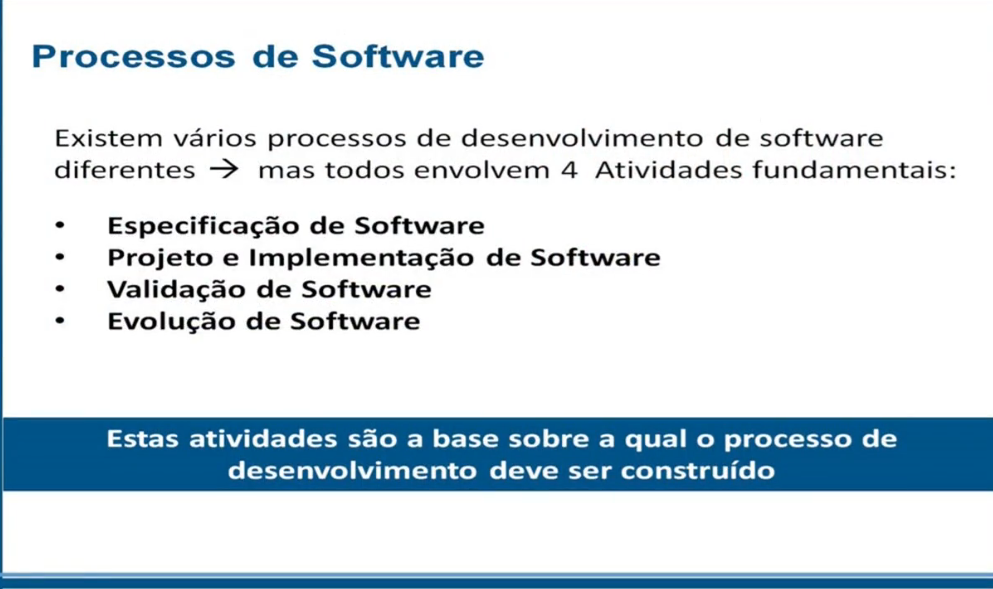 Processos de Software
Existem vários processos de desenvolvimento de software
diferentes → mas todos envolvem 4 Atividades fundamentais:
• Especificação de Software
• Projeto e Implementação de Software
• Validação de Software
• Evolução de Software
Estas atividades são a base sobre a qual o processo de
desenvolvimento deve ser construído